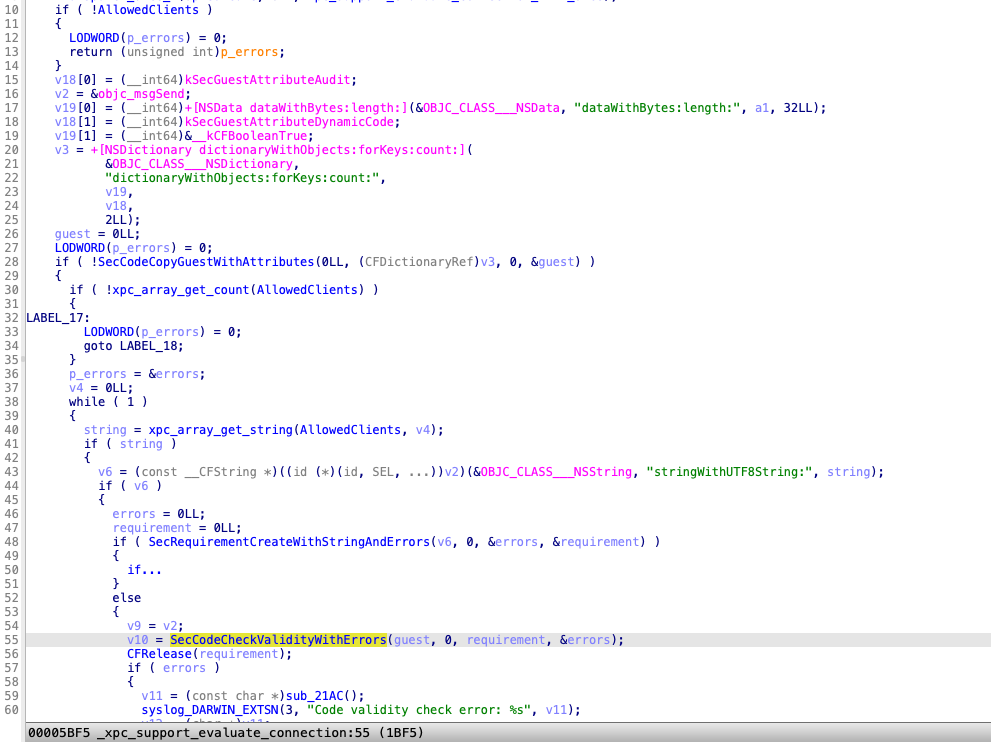 10 if ( !AllowedClients )
11 {
12 LODWORD(p_errors) = 0;
13 return (unsigned int)p_errors;
14 }
15 v18[0] = (__int64)kSecGuestAttributeAudit;
16 v2 = &objc_msgSend;
17 v19[0] = (__int64)+[NSData dataWithBytes:length:](&OBJC_CLASS___NSData, "dataWithBytes:length:", a1, 32LL);
18 v18[1] = (__int64)kSecGuestAttributeDynamicCode;
19 v19[1] = (__int64)&__kCFBooleanTrue;
20 v3 = +[NSDictionary dictionaryWithObjects:forKeys:count:](
21 &OBJC_CLASS___NSDictionary,
22 "dictionaryWithObjects:forKeys:count:",
23 v19,
24 v18,
25 2LL);
26 guest = 0LL;
27 LODWORD(p_errors) = 0;
28 if ( !SecCodeCopyGuestWithAttributes(0LL, (CFDictionaryRef)v3, 0, &guest) )
29 {
30 if ( !xpc_array_get_count(AllowedClients) )
31 {
32 LABEL_17:
33 LODWORD(p_errors) = 0;
34 goto LABEL_18;
35 }
36 p_errors = &errors;
37 v4 = 0LL;
38 while ( 1 )
39 {
40 string = xpc_array_get_string(AllowedClients, v4);
41 if ( string )
42 {
43 v6 = (const __CFString *)((id (*)(id, SEL, ...))v2)(&OBJC_CLASS___NSString, "stringWithUTF8String:", string);
44 if ( v6 )
45 {
46 errors = 0LL;
47 requirement = 0LL;
48 if ( SecRequirementCreateWithStringAndErrors(v6, 0, &errors, &requirement) )
49 {
50 if...
51 }
52 else
53 {
54 v9 = v2;
55 v10 = SecCodeCheckValidityWithErrors(guest, 0, requirement, &errors);
56 CFRelease(requirement);
57 if ( errors )
58 {
59 v11 = (const char *)sub_21AC();
60 syslog_DARWIN_EXTSN(3, "Code validity check error: %s", v11);
00005BF5 _xpc_support_evaluate_connection:55 (1BF5)